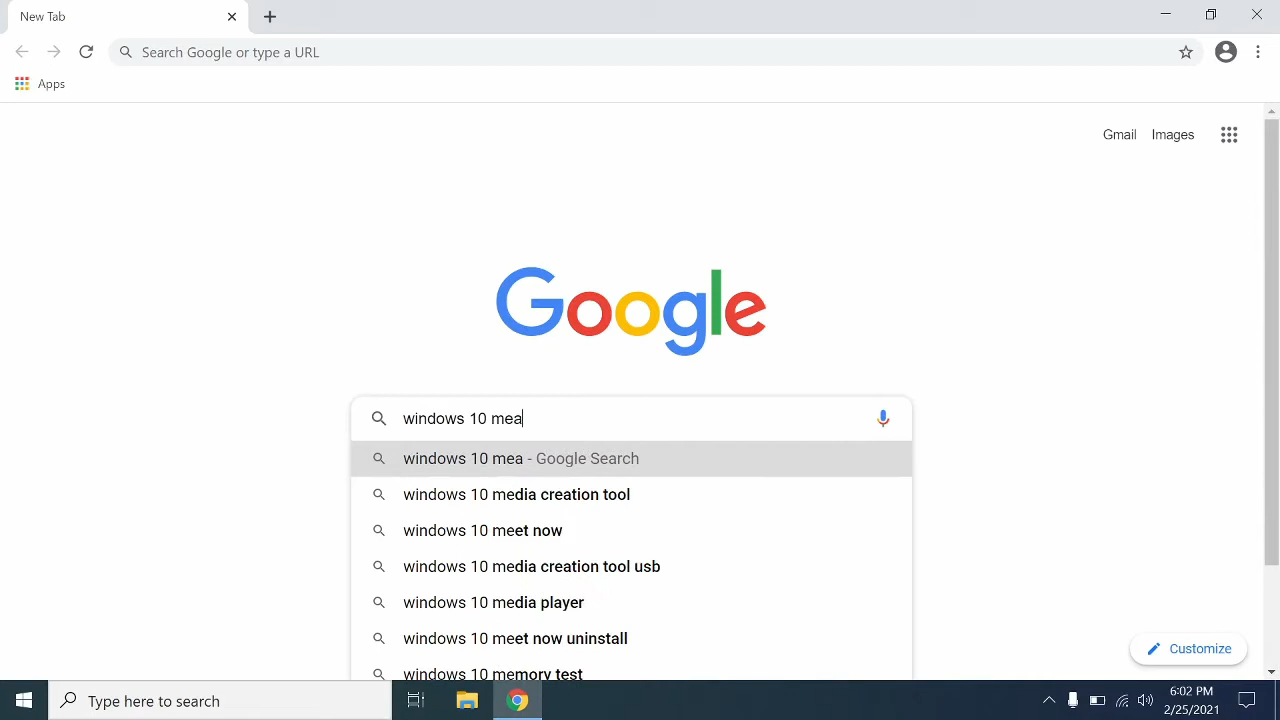 New Tab
Search Google or type a URL
Apps
Gmail Images
Google
windows 10 mea
windows 10 mea - Google Search
windows 10 media creation tool
windows 10 meet now
windows 10 media creation tool usb
windows 10 media player
windows 10 meet now uninstall
windows 10 memory test
Customize
Type here to search
6:02 PM
2/25/2021